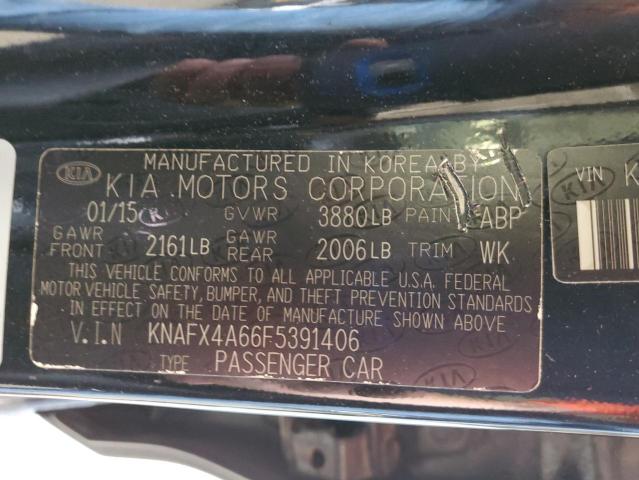 KIA MANUFACTURED IN KOREA BY
KIA MOTORS CORPORATION
01/15 GVWR 3880LB PAINT ABP
GAWR FRONT 2161LB GAWR REAR 2006LB TRIM WK
THIS VEHICLE CONFORMS TO ALL APPLICABLE U.S.A. FEDERAL
MOTOR VEHICLE SAFETY, BUMPER, AND THEFT PREVENTION STANDARDS
IN EFFECT ON THE DATE OF MANUFACTURE SHOWN ABOVE
V.I.N KNAFX4A66F5391406
TYPE PASSENGER CAR
VIN K